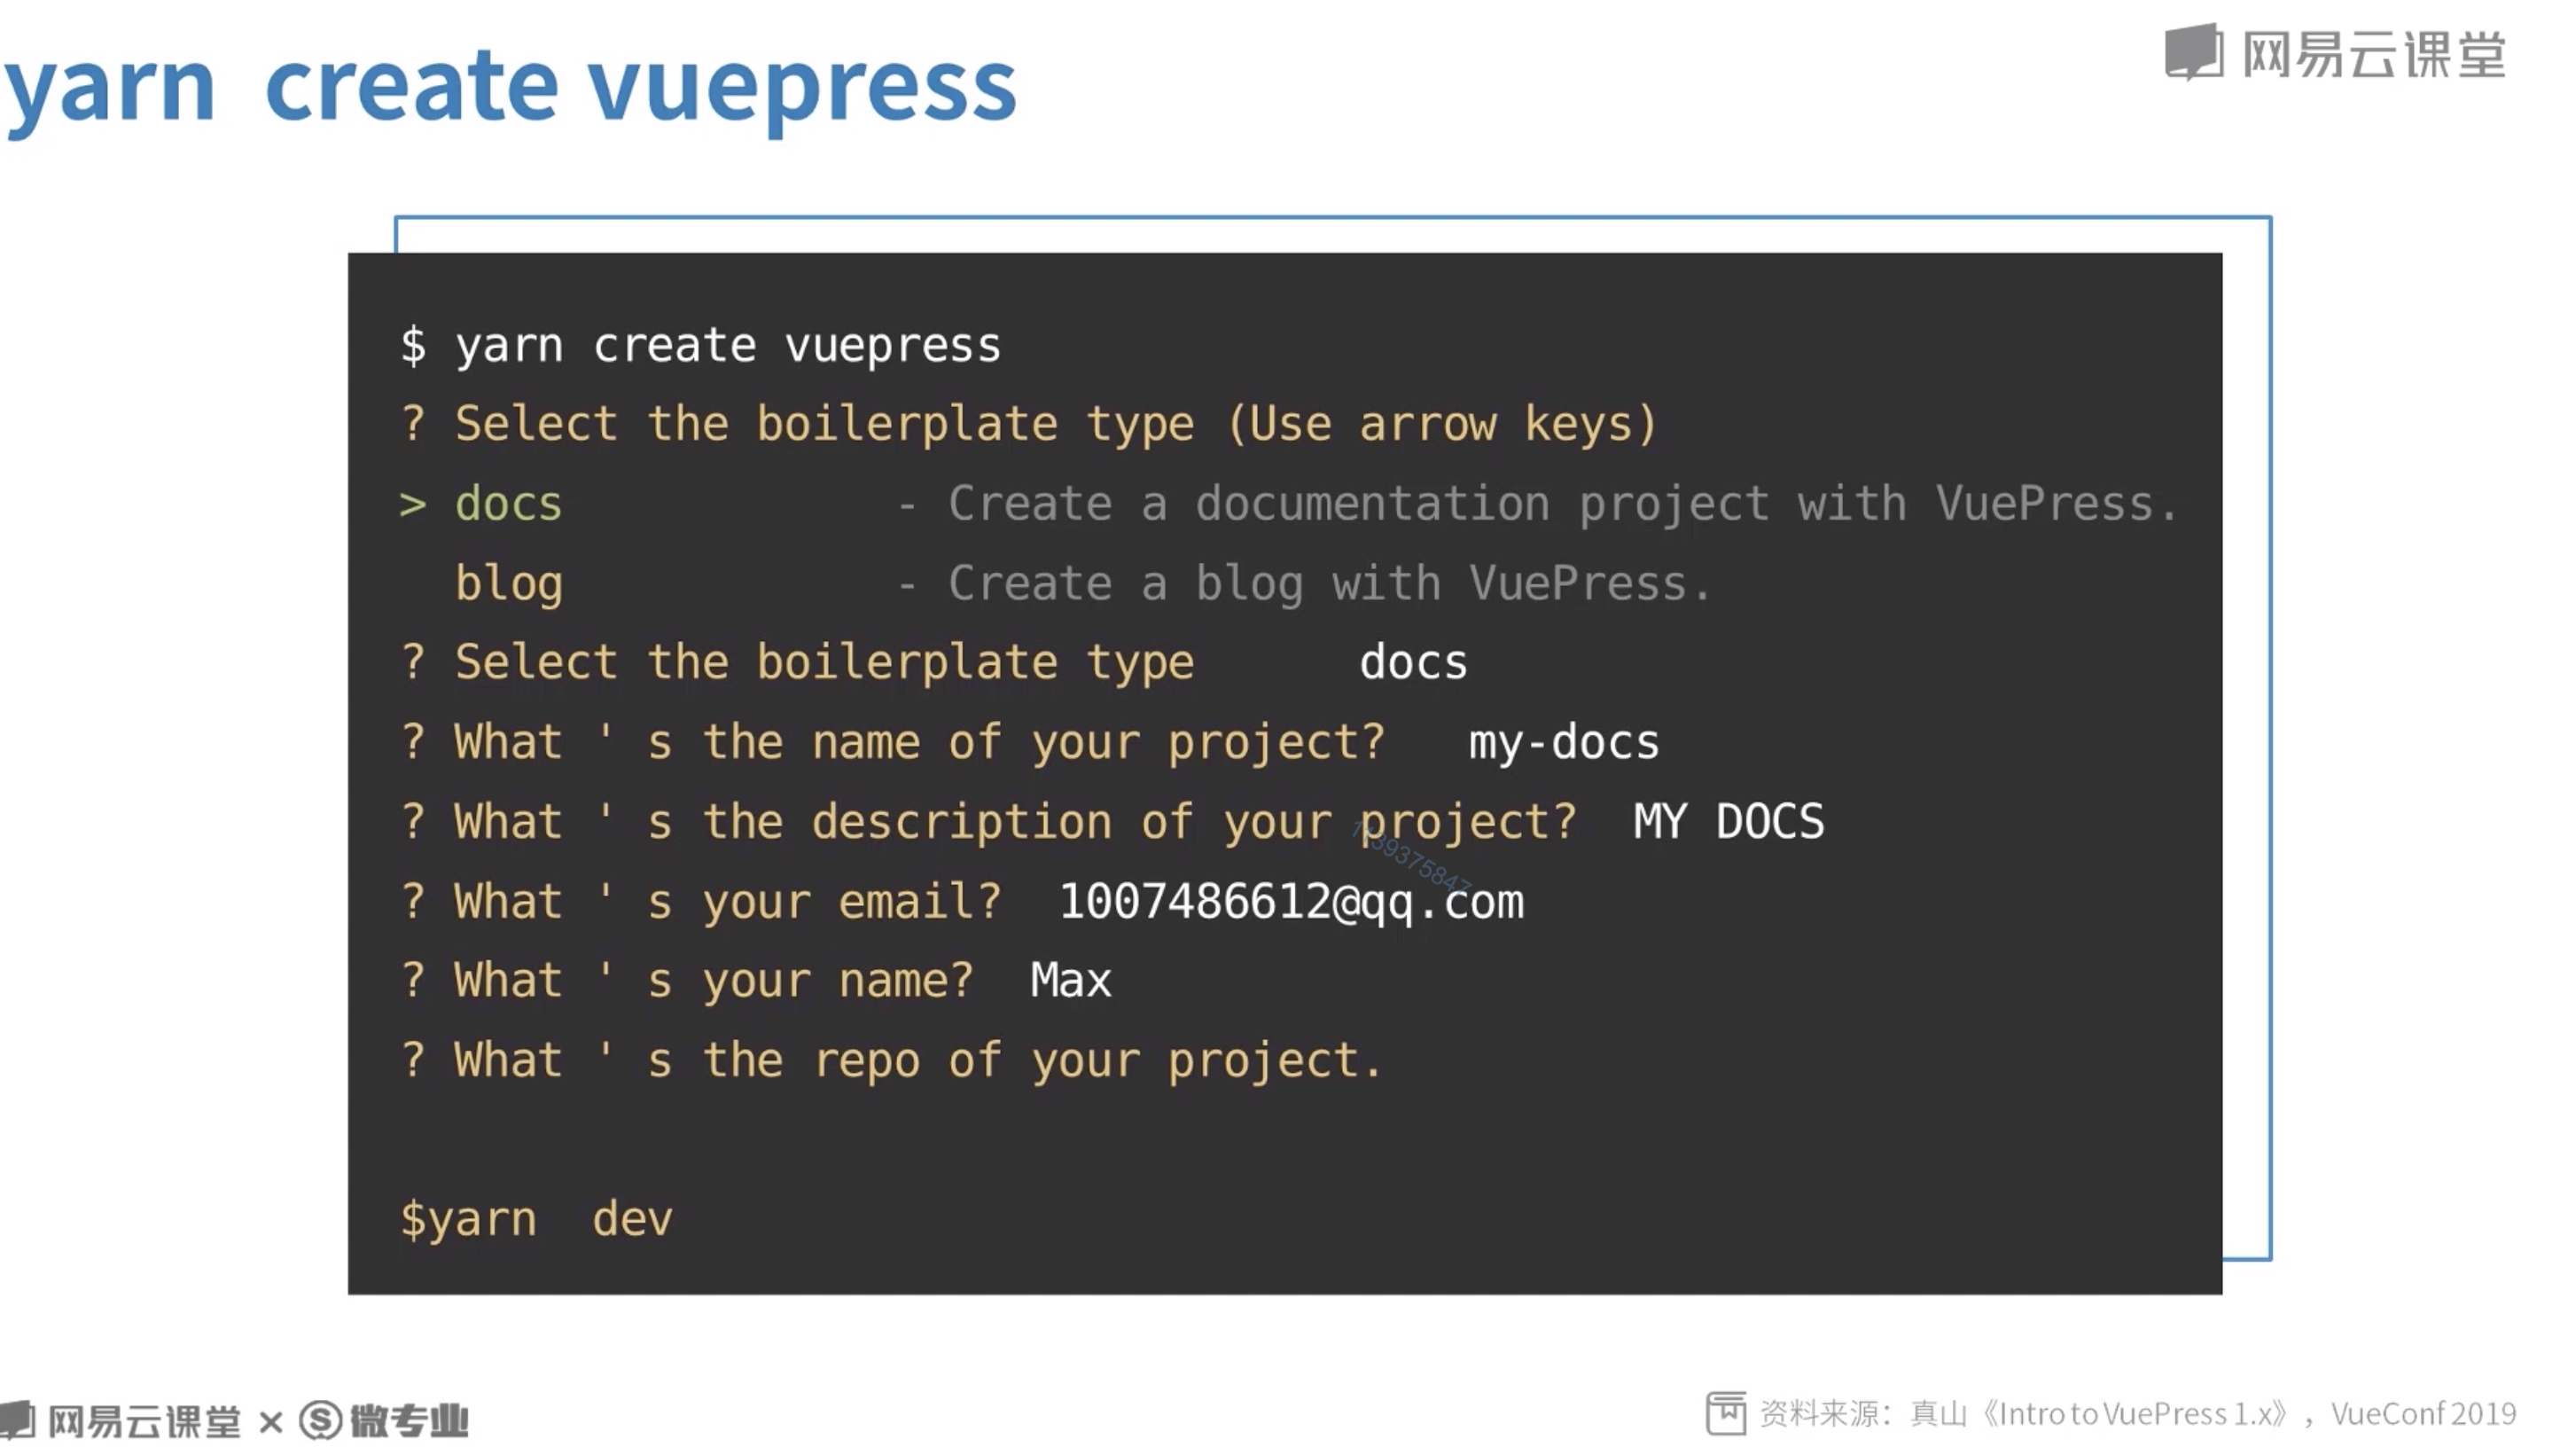 yarn create vuepress
网易云课堂
$ yarn create vuepress
? Select the boilerplate type (Use arrow keys)
> docs - Create a documentation project with VuePress.
blog - Create a blog with VuePress.
? Select the boilerplate type docs
? What ' s the name of your project? my-docs
? What ' s the description of your project? MY DOCS
? What ' s your email? 1007486612@qq.com
? What ' s your name? Max
? What ' s the repo of your project.
$yarn dev
网易云课堂 × S 微专业
资料来源：真山《Intro to VuePress 1.x》，VueConf 2019